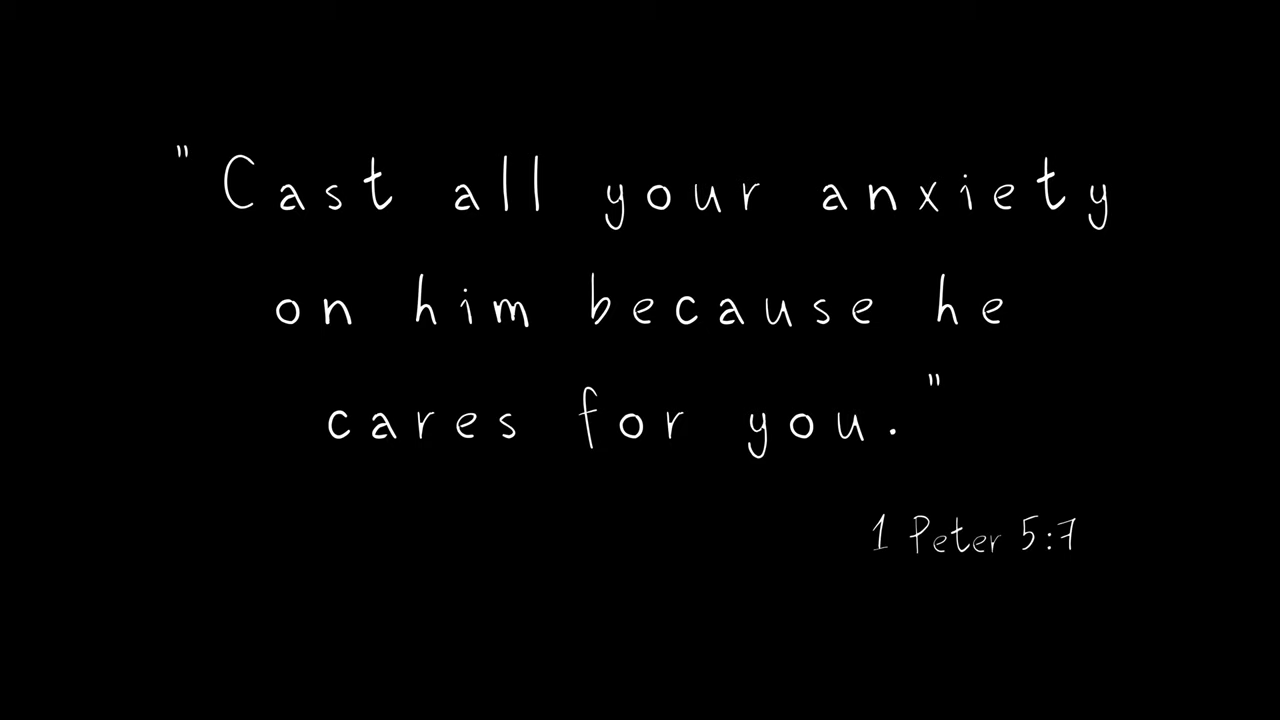 "Cast all your anxiety
on him because he
cares for you."
1 Peter 5:7